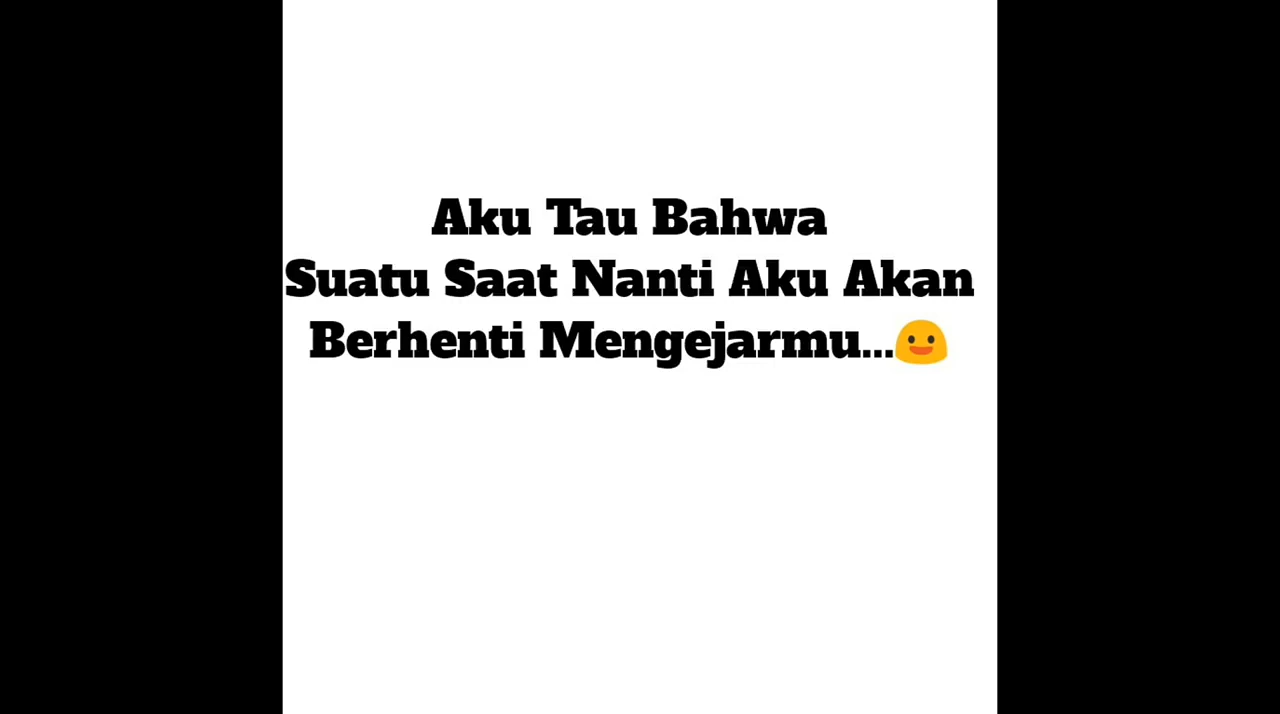 Aku Tau Bahwa
Suatu Saat Nanti Aku Akan
Berhenti Mengejarmu...😃